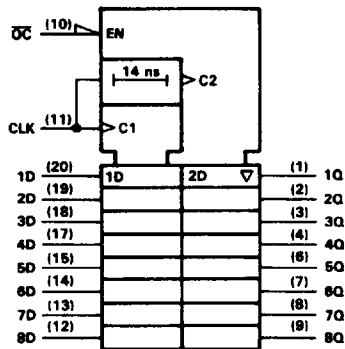 OC (10) EN
14 ns C2
CLK (11) C1
1D (20) 1D 2D ▽ (1) 1Q
2D (19) (2) 2Q
3D (18) (3) 3Q
4D (17) (4) 4Q
5D (15) (6) 5Q
6D (14) (7) 6Q
7D (13) (8) 7Q
8D (12) (9) 8Q